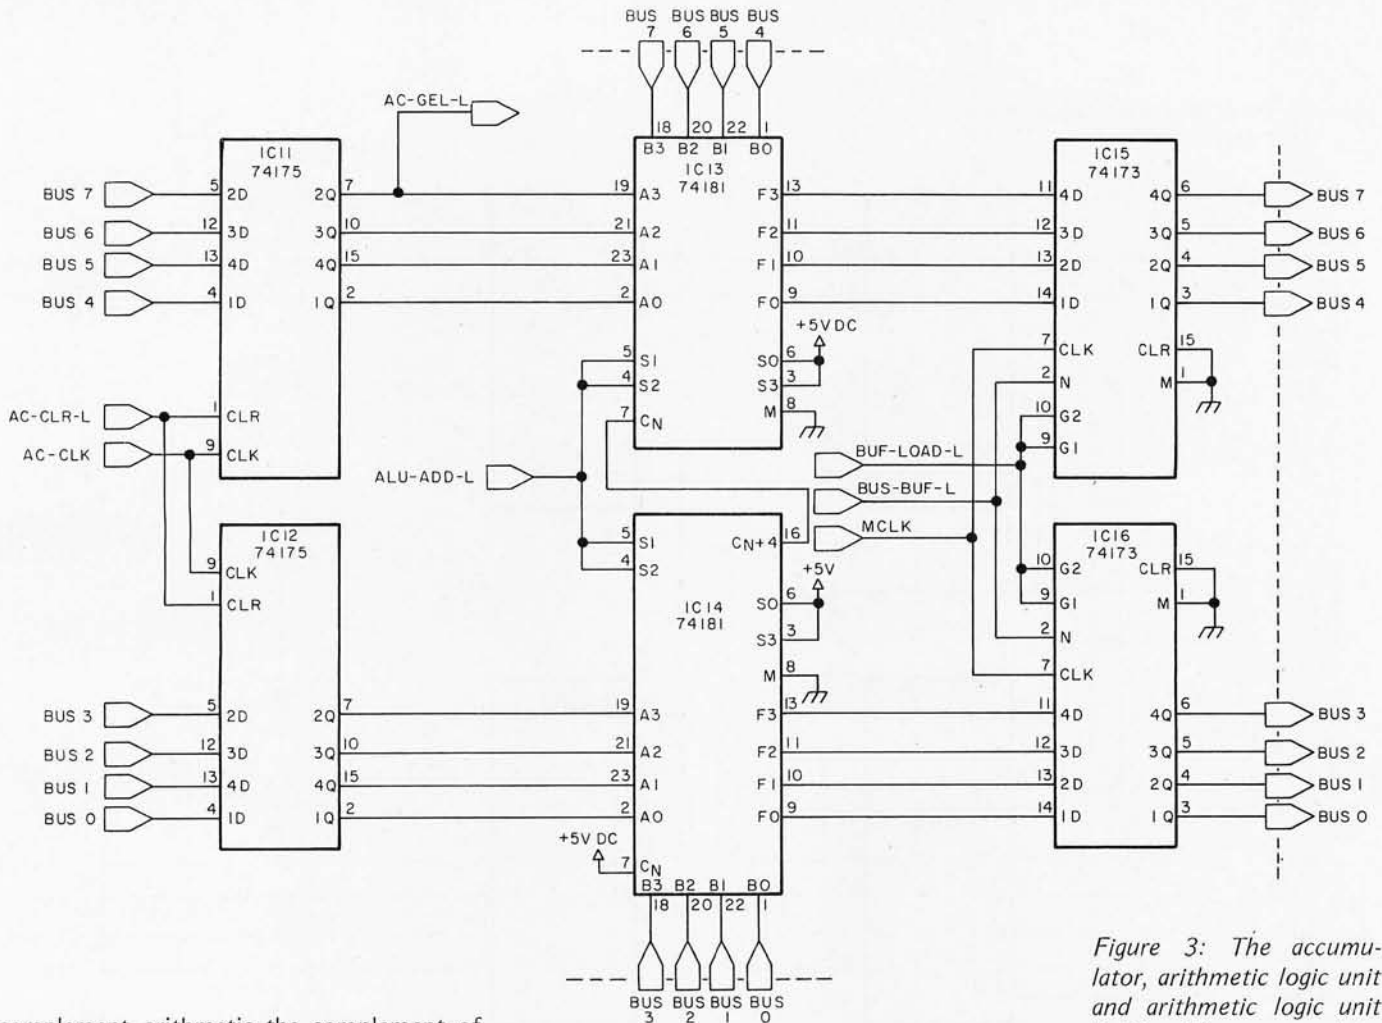 BUS 7 BUS 6 BUS 5 BUS 4
AC-GEL-L
18 20 22 1
B3 B2 B1 B0
IC11
74175
IC13
74181
IC15
74173
BUS 7 5 2D 2Q 7 19 A3 F3 13 11 4D 4Q 6 BUS 7
BUS 6 12 3D 3Q 10 21 A2 F2 11 12 3D 3Q 5 BUS 6
BUS 5 13 4D 4Q 15 23 A1 F1 10 13 2D 2Q 4 BUS 5
BUS 4 4 1D 1Q 2 2 A0 F0 9 14 1D 1Q 3 BUS 4
+5V DC
5 S1 S0 6 7 CLK CLR 15
4 S2 S3 3 2 N M 1
AC-CLR-L 1 CLR 7 CN M 8 10 G2
AC-CLK 9 CLK 9 G1
BUF-LOAD-L
ALU-ADD-L
BUS-BUF-L
MCLK
IC12
74175
5 S1 CN+4 16
4 S2
IC16
74173
9 CLK +5V 10 G2 CLR 15
1 CLR S0 6 9 G1 M 1
IC14
74181
S3 3 2 N
M 8 7 CLK
BUS 3 5 2D 2Q 7 19 A3 F3 13 11 4D 4Q 6 BUS 3
BUS 2 12 3D 3Q 10 21 A2 F2 11 12 3D 3Q 5 BUS 2
BUS 1 13 4D 4Q 15 23 A1 F1 10 13 2D 2Q 4 BUS 1
BUS 0 4 1D 1Q 2 2 A0 F0 9 14 1D 1Q 3 BUS 0
+5V DC
7 CN
B3 B2 B1 B0
18 20 22 1
BUS 3 BUS 2 BUS 1 BUS 0
Figure 3: The accumu-
lator, arithmetic logic unit
and arithmetic logic unit
complement arithmetic the complement of